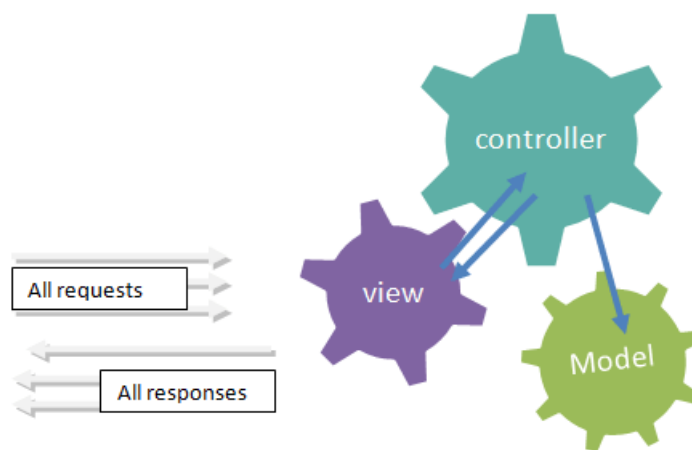 controller
view
All requests
Model
All responses